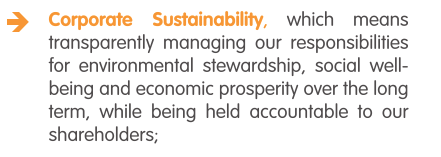 Corporate Sustainability, which means
transparently managing our responsibilities
for environmental stewardship, social well-
being and economic prosperity over the long
term, while being held accountable to our
shareholders;